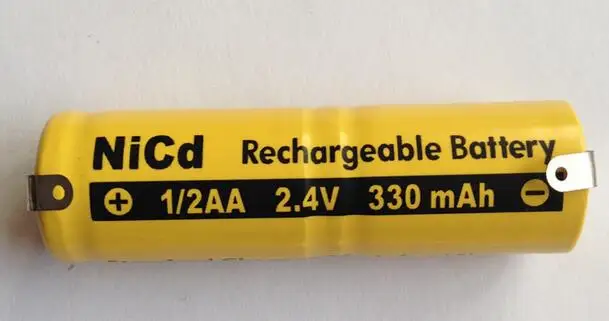 NiCd Rechargeable Battery
+ 1/2AA 2.4V 330 mAh -